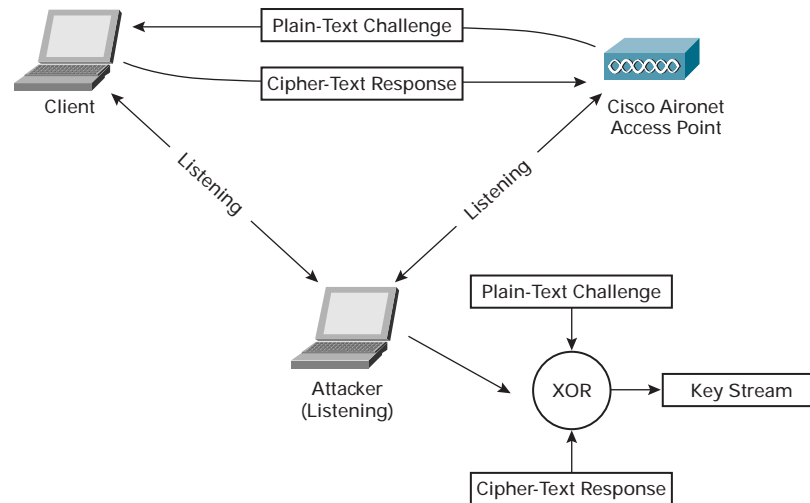 Plain-Text Challenge
Cipher-Text Response
Client
Cisco Aironet
Access Point
Listening
Listening
Plain-Text Challenge
Attacker
(Listening)
XOR
Key Stream
Cipher-Text Response